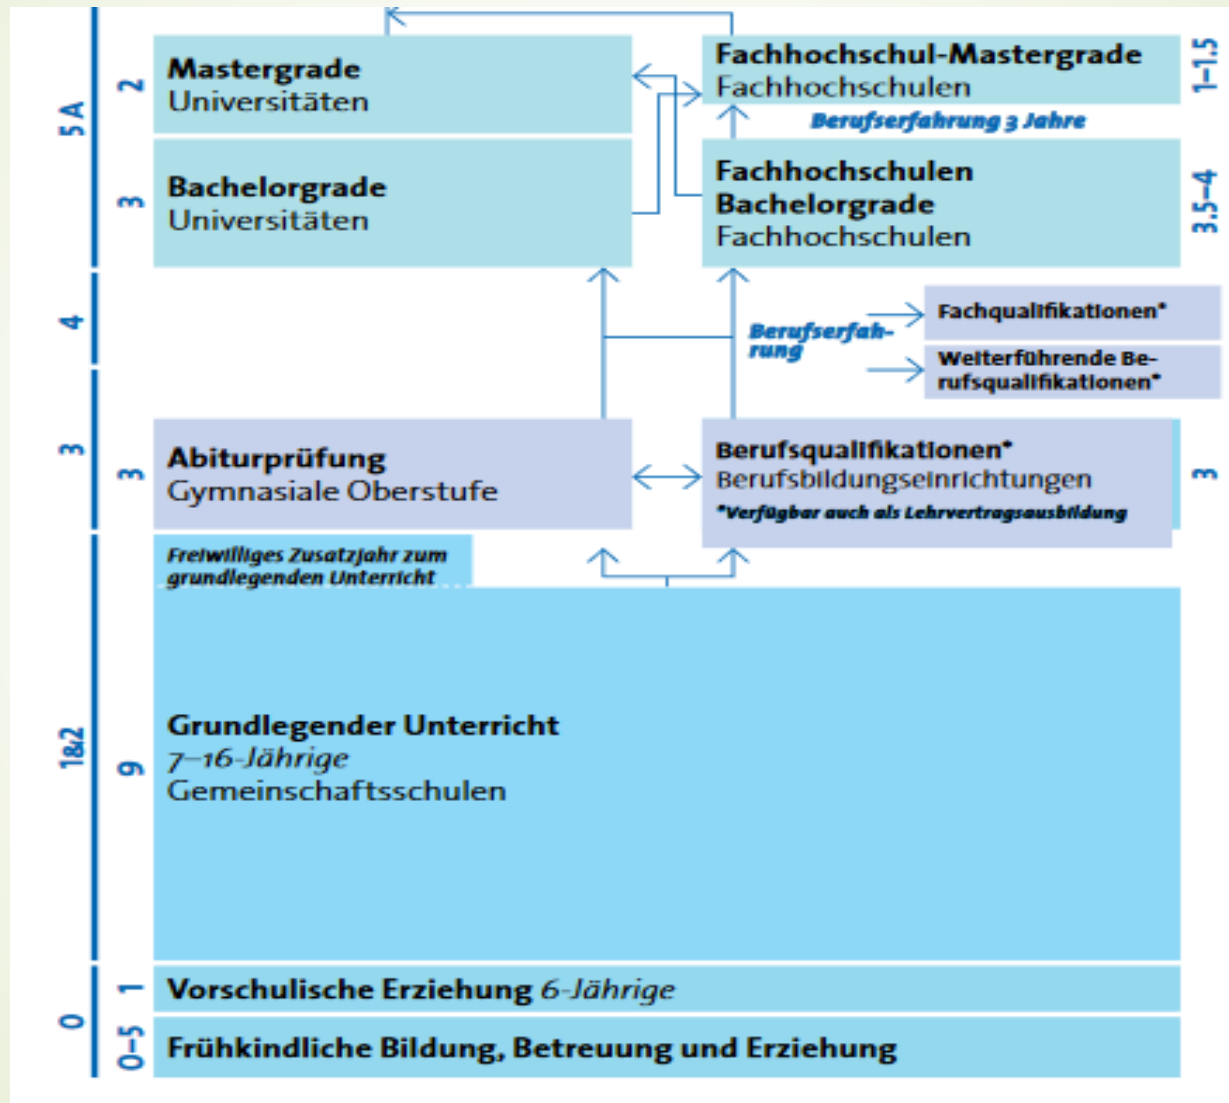 5 A
2
Mastergrade
Universitäten
Fachhochschul-Mastergrade
Fachhochschulen
1–1.5
Berufserfahrung 3 Jahre
3
Bachelorgrade
Universitäten
Fachhochschulen
Bachelorgrade
Fachhochschulen
3.5–4
4
Berufserfah-
rung
Fachqualifikationen*
Weiterführende Be-
rufsqualifikationen*
3
3
Abiturprüfung
Gymnasiale Oberstufe
Berufsqualifikationen*
Berufsbildungseinrichtungen
*Verfügbar auch als Lehrvertragsausbildung
3
Freiwilliges Zusatzjahr zum
grundlegenden Unterricht
1&2
9
Grundlegender Unterricht
7–16-Jährige
Gemeinschaftsschulen
0
1
Vorschulische Erziehung 6-Jährige
0–5
Frühkindliche Bildung, Betreuung und Erziehung